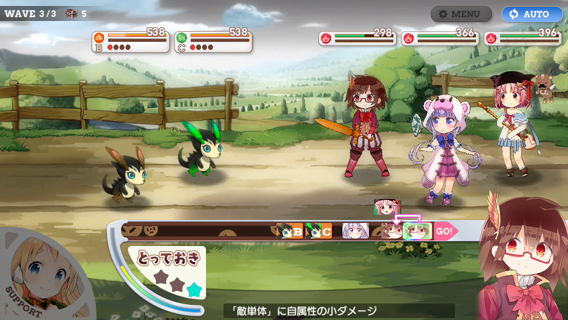 WAVE 3/3 5
MENU
AUTO
538
B
538
C
298
366
396
B
C
GO!
とっておき
SUPPORT
「敵単体」に自属性の小ダメージ